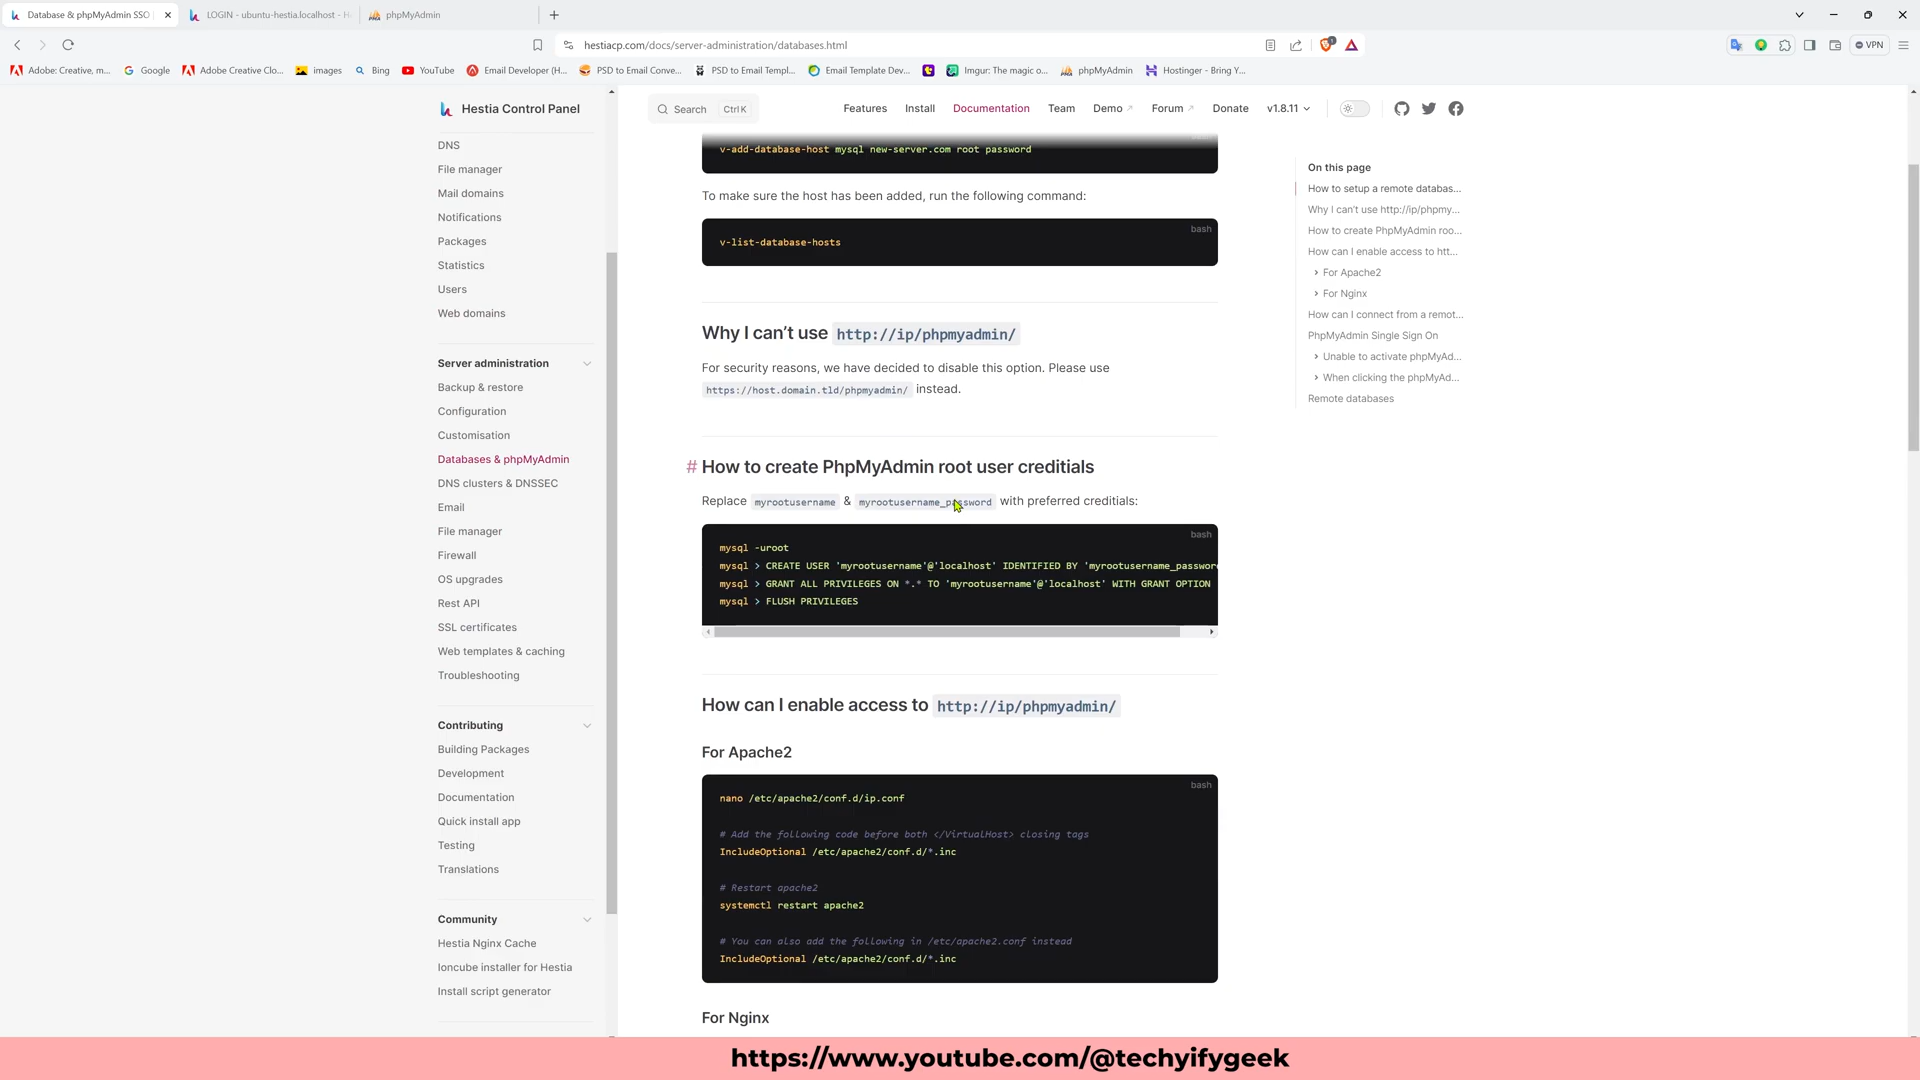 Database & phpMyAdmin SSO
LOGIN - ubuntu-hestia.localhost - H
phpMyAdmin
hestiacp.com/docs/server-administration/databases.html
VPN
Adobe: Creative, m...
Google
Adobe Creative Clo...
images
Bing
YouTube
Email Developer (H...
PSD to Email Conve...
PSD to Email Templ...
Email Template Dev...
Imgur: The magic o...
phpMyAdmin
Hostinger - Bring Y...
Hestia Control Panel
Search Ctrl K
Features
Install
Documentation
Team
Demo
Forum
Donate
v1.8.11
DNS
File manager
Mail domains
Notifications
Packages
Statistics
Users
Web domains
Server administration
Backup & restore
Configuration
Customisation
Databases & phpMyAdmin
DNS clusters & DNSSEC
Email
File manager
Firewall
OS upgrades
Rest API
SSL certificates
Web templates & caching
Troubleshooting
Contributing
Building Packages
Development
Documentation
Quick install app
Testing
Translations
Community
Hestia Nginx Cache
Ioncube installer for Hestia
Install script generator
bash
v-add-database-host mysql new-server.com root password
To make sure the host has been added, run the following command:
bash
v-list-database-hosts
Why I can't use http://ip/phpmyadmin/
For security reasons, we have decided to disable this option. Please use
https://host.domain.tld/phpmyadmin/ instead.
# How to create PhpMyAdmin root user creditials
Replace myrootusername & myrootusername_password with preferred creditials:
bash
mysql -uroot
mysql > CREATE USER 'myrootusername'@'localhost' IDENTIFIED BY 'myrootusername_passwor
mysql > GRANT ALL PRIVILEGES ON *.* TO 'myrootusername'@'localhost' WITH GRANT OPTION
mysql > FLUSH PRIVILEGES
How can I enable access to http://ip/phpmyadmin/
For Apache2
bash
nano /etc/apache2/conf.d/ip.conf
# Add the following code before both </VirtualHost> closing tags
IncludeOptional /etc/apache2/conf.d/*.inc
# Restart apache2
systemctl restart apache2
# You can also add the following in /etc/apache2.conf instead
IncludeOptional /etc/apache2/conf.d/*.inc
For Nginx
On this page
How to setup a remote databas...
Why I can't use http://ip/phpmy...
How to create PhpMyAdmin roo...
How can I enable access to htt...
For Apache2
For Nginx
How can I connect from a remot...
PhpMyAdmin Single Sign On
Unable to activate phpMyAd...
When clicking the phpMyAd...
Remote databases
https://www.youtube.com/@techyifygeek